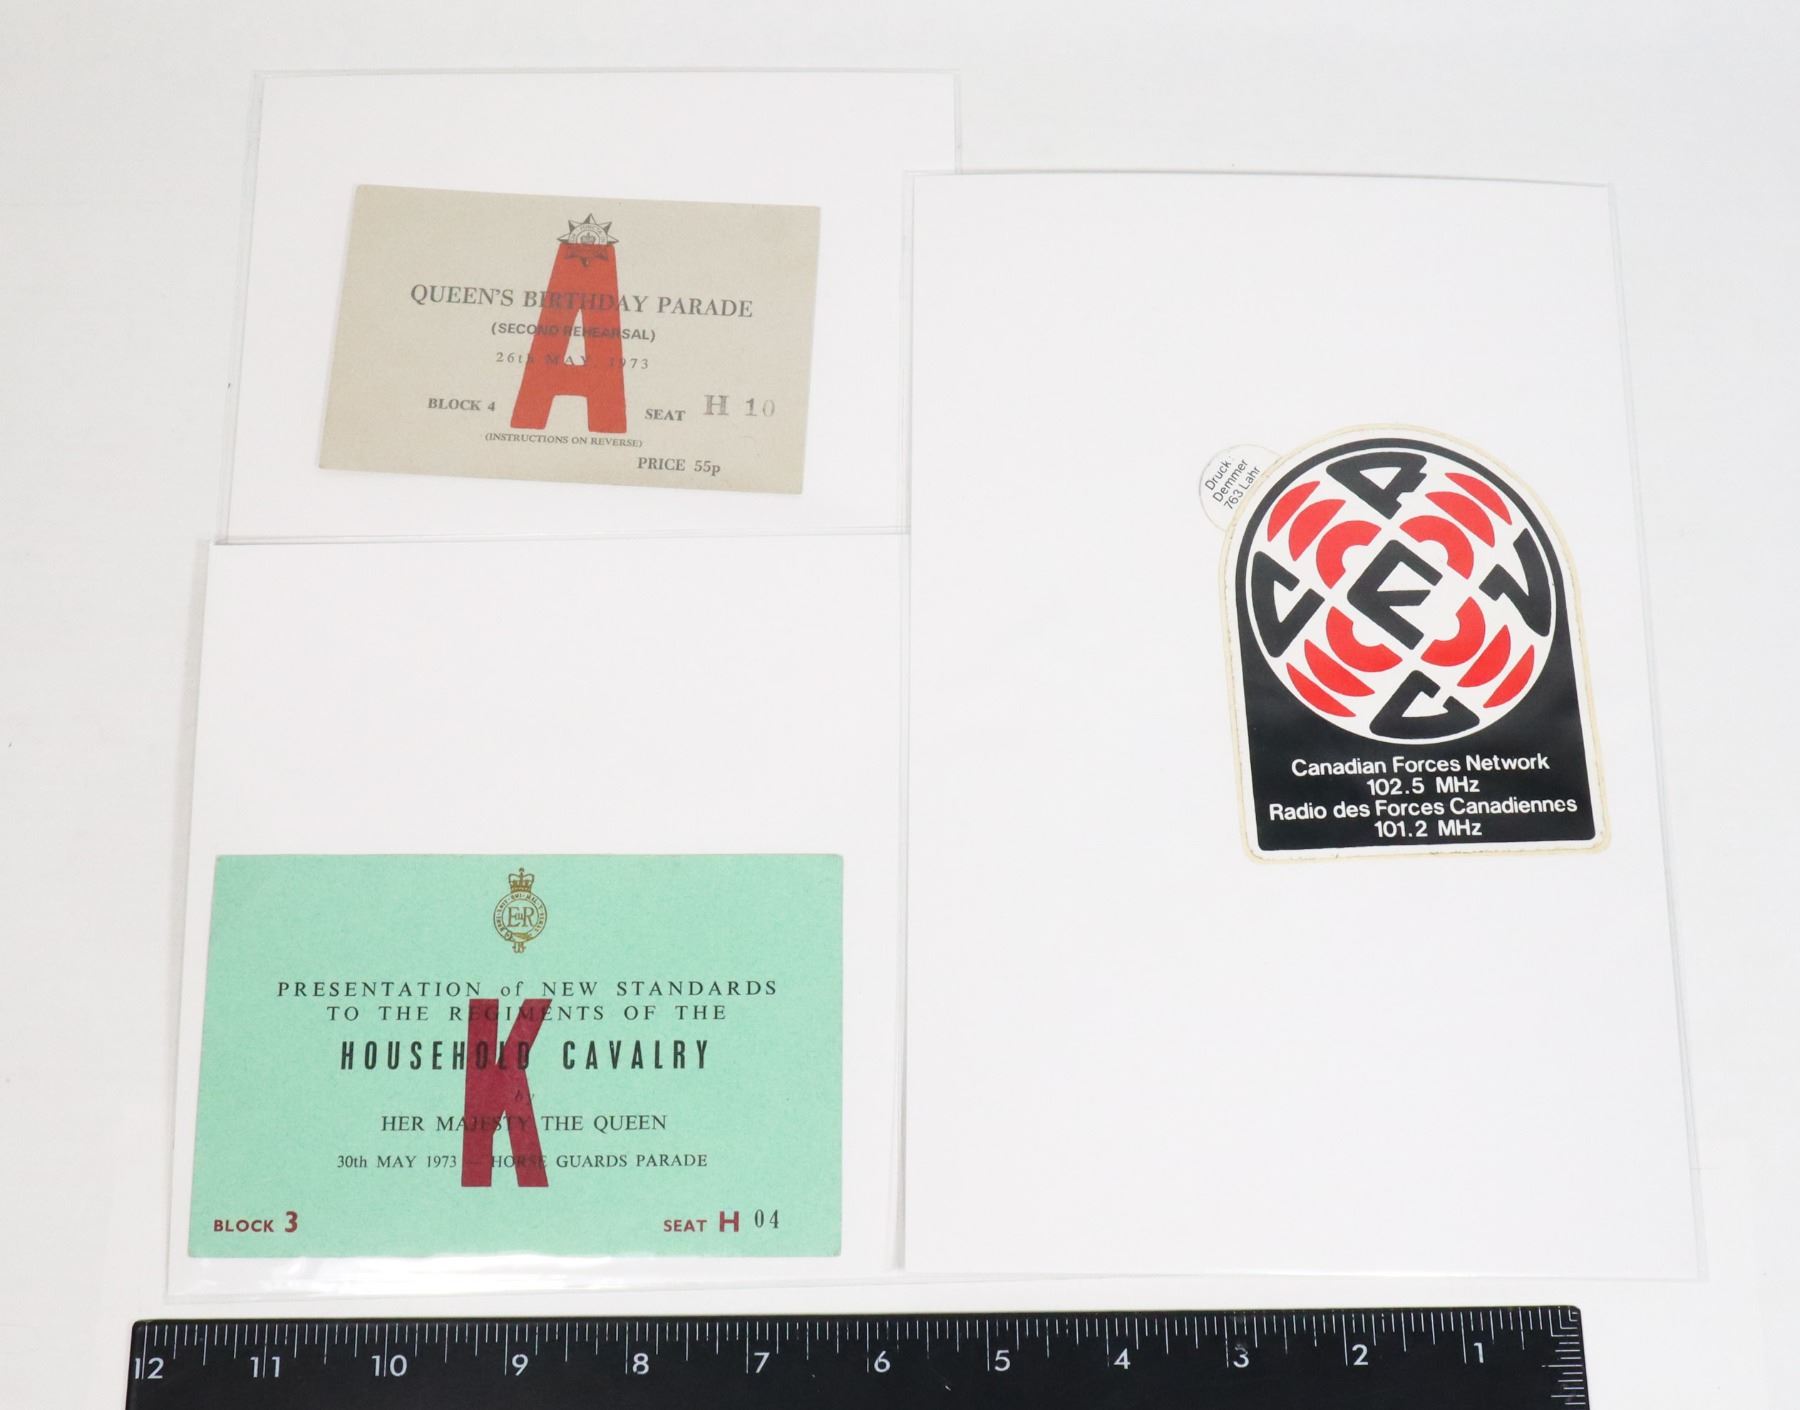 QUEEN'S BIRTHDAY PARADE
(SECOND REHEARSAL)
26th MAY, 1973
A
BLOCK 4 SEAT H 10
(INSTRUCTIONS ON REVERSE)
PRICE 55p
Druck:
Demmer
763 Lahr
C A F N C
Canadian Forces Network
102.5 MHz
Radio des Forces Canadiennes
101.2 MHz
EIIR
PRESENTATION of NEW STANDARDS
TO THE REGIMENTS OF THE
HOUSEHOLD CAVALRY
by
HER MAJESTY THE QUEEN
30th MAY 1973 — HORSE GUARDS PARADE
K
BLOCK 3 SEAT H 04
12 11 10 9 8 7 6 5 4 3 2 1